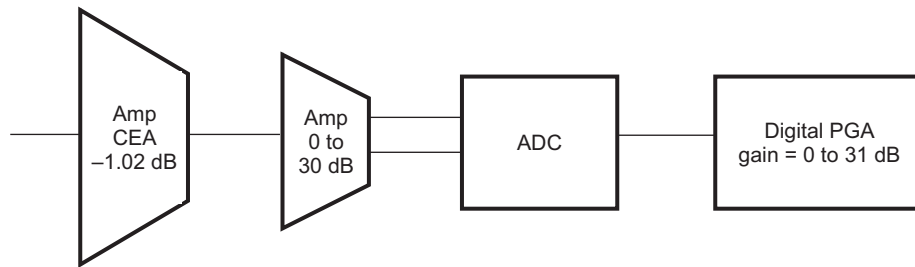 Amp
CEA
–1.02 dB
Amp
0 to
30 dB
ADC
Digital PGA
gain = 0 to 31 dB